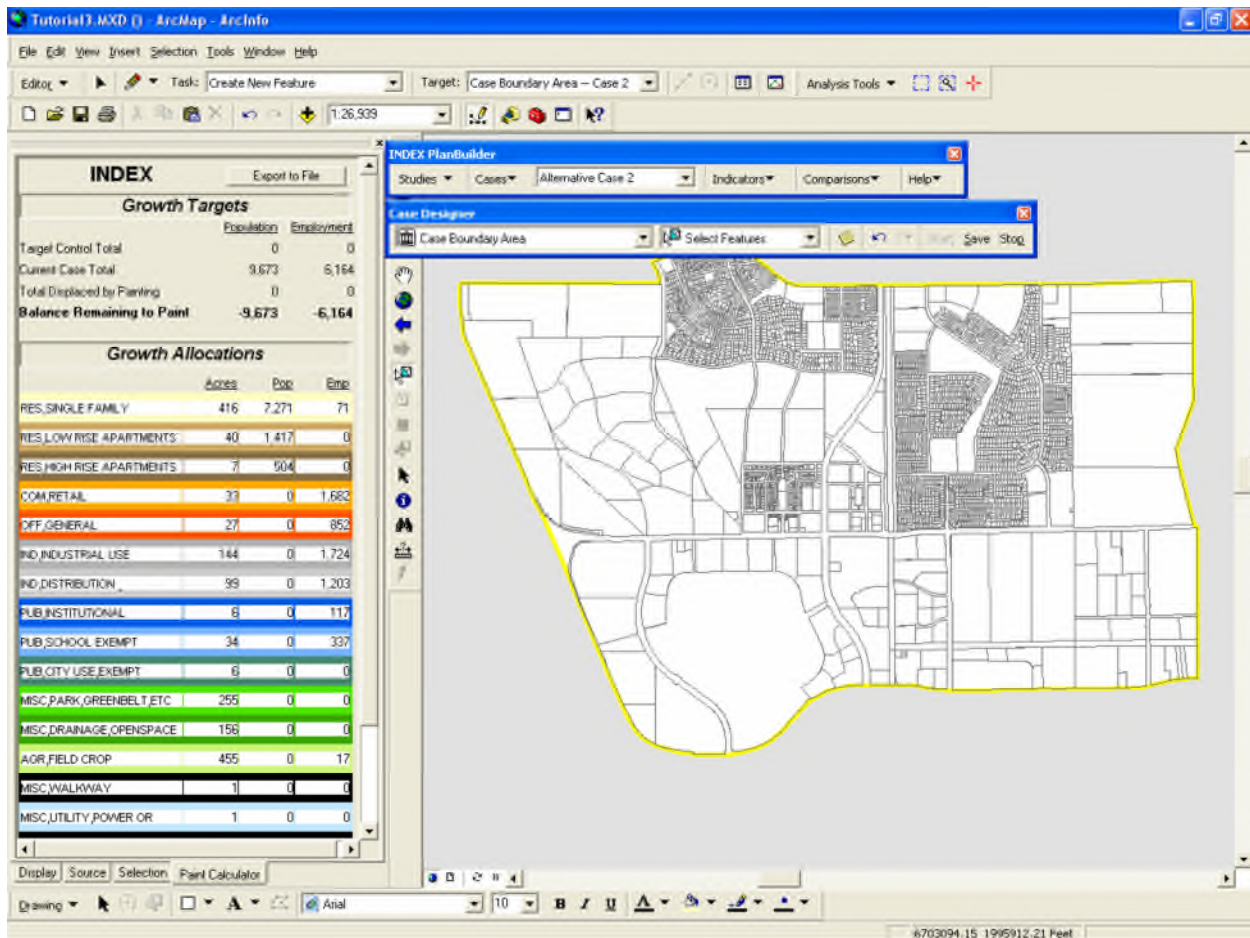 Tutorial3.MXD () - ArcMap - ArcInfo
File Edit View Insert Selection Tools Window Help
Editor Task: Create New Feature Target: Case Boundary Area -- Case 2 Analysis Tools
1:26,939
INDEX PlanBuilder
Studies Cases Alternative Case 2 Indicators Comparisons Help
Case Designer
Case Boundary Area Select Features Save Stop
INDEX Export to File
Growth Targets
Population Employment
Target Control Total 0 0
Current Case Total 9,673 6,164
Total Displaced by Painting 0 0
Balance Remaining to Paint -9,673 -6,164
Growth Allocations
Acres Pop Emp
RES,SINGLE FAMILY 416 7,271 71
RES,LOW RISE APARTMENTS 40 1,417 0
RES,HIGH RISE APARTMENTS 7 504 0
COM,RETAIL 33 0 1,682
OFF,GENERAL 27 0 852
IND,INDUSTRIAL USE 144 0 1,724
IND,DISTRIBUTION 99 0 1,203
PUB,INSTITUTIONAL 6 0 117
PUB,SCHOOL EXEMPT 34 0 337
PUB,CITY USE,EXEMPT 6 0 0
MISC,PARK,GREENBELT,ETC 255 0 0
MISC,DRAINAGE,OPENSPACE 156 0 0
AGR,FIELD CROP 455 0 17
MISC,WALKWAY 1 0 0
MISC,UTILITY,POWER OR 1 0 0
Display Source Selection Paint Calculator
Drawing A Arial 10 B I U A
6703094.15 1995912.21 Feet